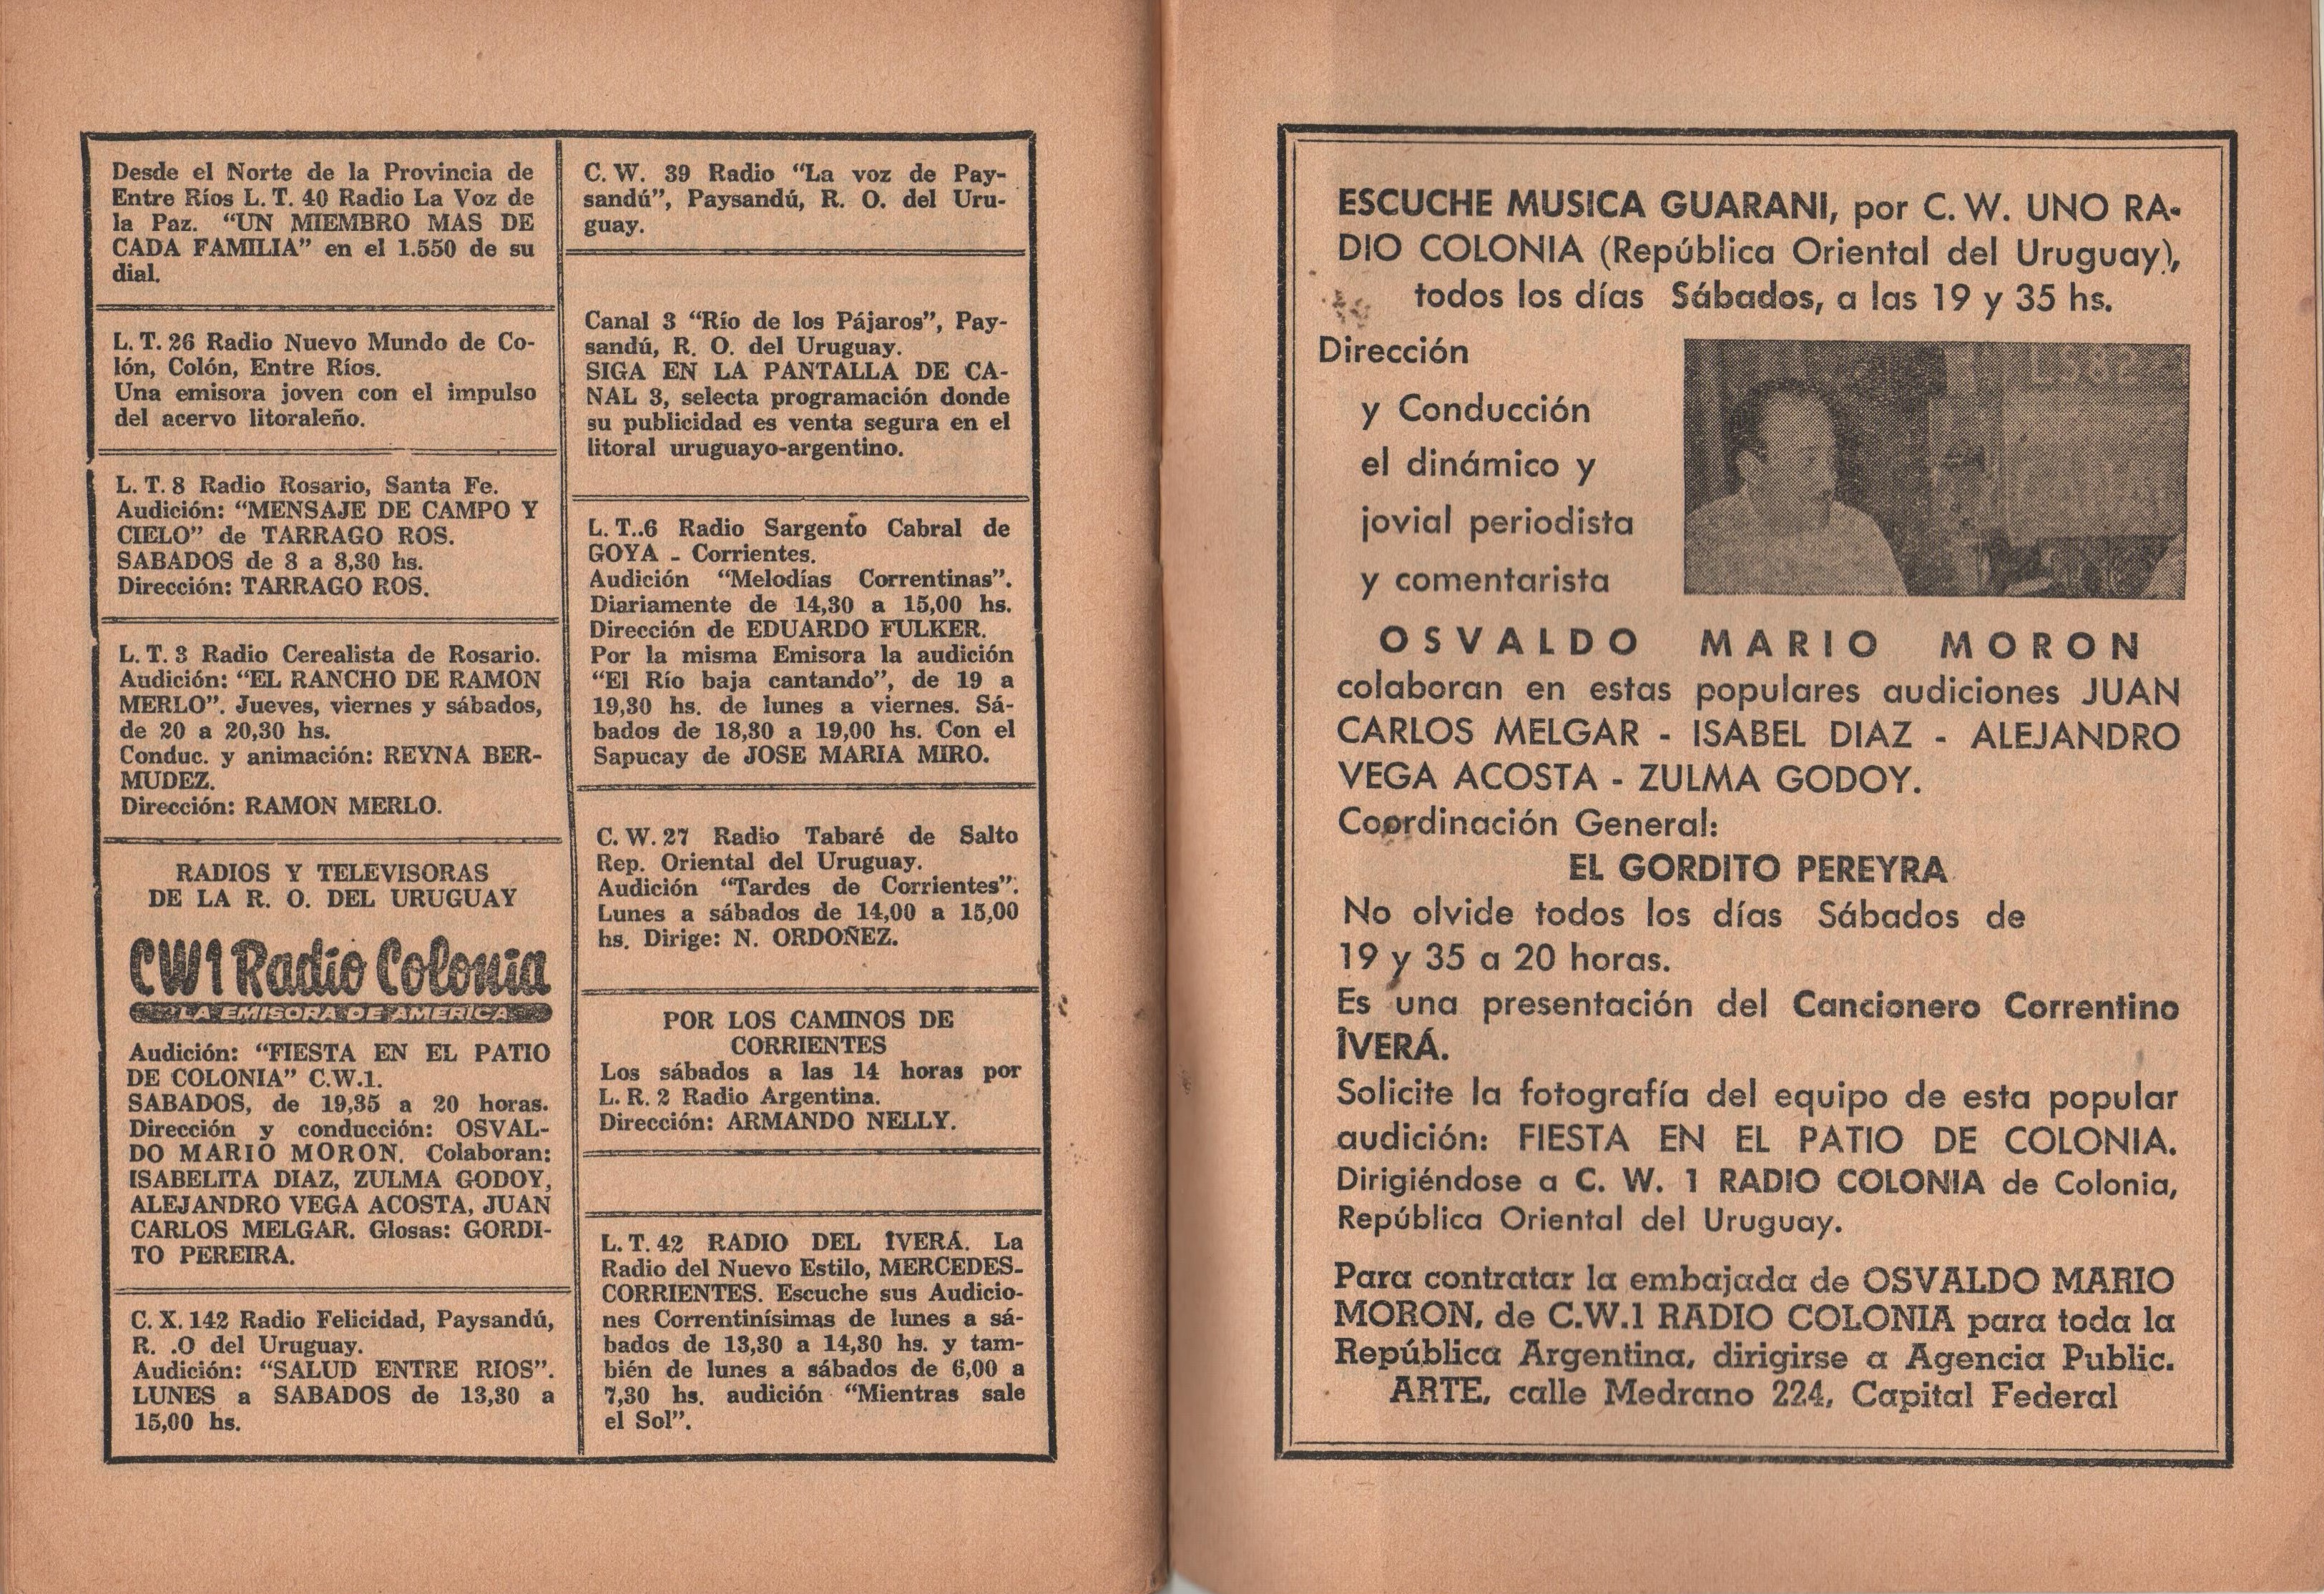 Desde el Norte de la Provincia de
Entre Ríos L. T. 40 Radio La Voz de
la Paz. “UN MIEMBRO MAS DE
CADA FAMILIA” en el 1.550 de su
dial.
L. T. 26 Radio Nuevo Mundo de Co-
lón, Colón, Entre Ríos.
Una emisora joven con el impulso
del acervo litoraleño.
L. T. 8 Radio Rosario, Santa Fe.
Audición: “MENSAJE DE CAMPO Y
CIELO” de TARRAGO ROS.
SABADOS de 8 a 8,30 hs.
Dirección: TARRAGO ROS.
L. T. 3 Radio Cerealista de Rosario.
Audición: “EL RANCHO DE RAMON
MERLO”. Jueves, viernes y sábados,
de 20 a 20,30 hs.
Conduc. y animación: REYNA BER-
MUDEZ.
Dirección: RAMON MERLO.
RADIOS Y TELEVISORAS
DE LA R. O. DEL URUGUAY
CW1 Radio Colonia
LA EMISORA DE AMERICA
Audición: “FIESTA EN EL PATIO
DE COLONIA” C.W.1.
SABADOS, de 19,35 a 20 horas.
Dirección y conducción: OSVAL-
DO MARIO MORON. Colaboran:
ISABELITA DIAZ, ZULMA GODOY,
ALEJANDRO VEGA ACOSTA, JUAN
CARLOS MELGAR. Glosas: GORDI-
TO PEREIRA.
C. X. 142 Radio Felicidad, Paysandú,
R. .O del Uruguay.
Audición: “SALUD ENTRE RIOS”.
LUNES a SABADOS de 13,30 a
15,00 hs.
C. W. 39 Radio “La voz de Pay-
sandú”, Paysandú, R. O. del Uru-
guay.
Canal 3 “Río de los Pájaros”, Pay-
sandú, R. O. del Uruguay.
SIGA EN LA PANTALLA DE CA-
NAL 3, selecta programación donde
su publicidad es venta segura en el
litoral uruguayo-argentino.
L. T..6 Radio Sargento Cabral de
GOYA - Corrientes.
Audición “Melodías Correntinas”.
Diariamente de 14,30 a 15,00 hs.
Dirección de EDUARDO FULKER.
Por la misma Emisora la audición
“El Río baja cantando”, de 19 a
19,30 hs. de lunes a viernes. Sá-
bados de 18,30 a 19,00 hs. Con el
Sapucay de JOSE MARIA MIRO.
C. W. 27 Radio Tabaré de Salto
Rep. Oriental del Uruguay.
Audición “Tardes de Corrientes”.
Lunes a sábados de 14,00 a 15,00
hs. Dirige: N. ORDOÑEZ.
POR LOS CAMINOS DE
CORRIENTES
Los sábados a las 14 horas por
L. R. 2 Radio Argentina.
Dirección: ARMANDO NELLY.
L. T. 42 RADIO DEL ÎVERÁ. La
Radio del Nuevo Estilo, MERCEDES-
CORRIENTES. Escuche sus Audicio-
nes Correntinísimas de lunes a sá-
bados de 13,30 a 14,30 hs. y tam-
bién de lunes a sábados de 6,00 a
7,30 hs. audición “Mientras sale
el Sol”.
ESCUCHE MUSICA GUARANI, por C. W. UNO RA-
DIO COLONIA (República Oriental del Uruguay),
todos los días Sábados, a las 19 y 35 hs.
Dirección
y Conducción
el dinámico y
jovial periodista
y comentarista
OSVALDO MARIO MORON
colaboran en estas populares audiciones JUAN
CARLOS MELGAR - ISABEL DIAZ - ALEJANDRO
VEGA ACOSTA - ZULMA GODOY.
Coordinación General:
EL GORDITO PEREYRA
No olvide todos los días Sábados de
19 y 35 a 20 horas.
Es una presentación del Cancionero Correntino
ÎVERÁ.
Solicite la fotografía del equipo de esta popular
audición: FIESTA EN EL PATIO DE COLONIA.
Dirigiéndose a C. W. 1 RADIO COLONIA de Colonia,
República Oriental del Uruguay.
Para contratar la embajada de OSVALDO MARIO
MORON, de C.W.1 RADIO COLONIA para toda la
República Argentina, dirigirse a Agencia Public.
ARTE, calle Medrano 224, Capital Federal